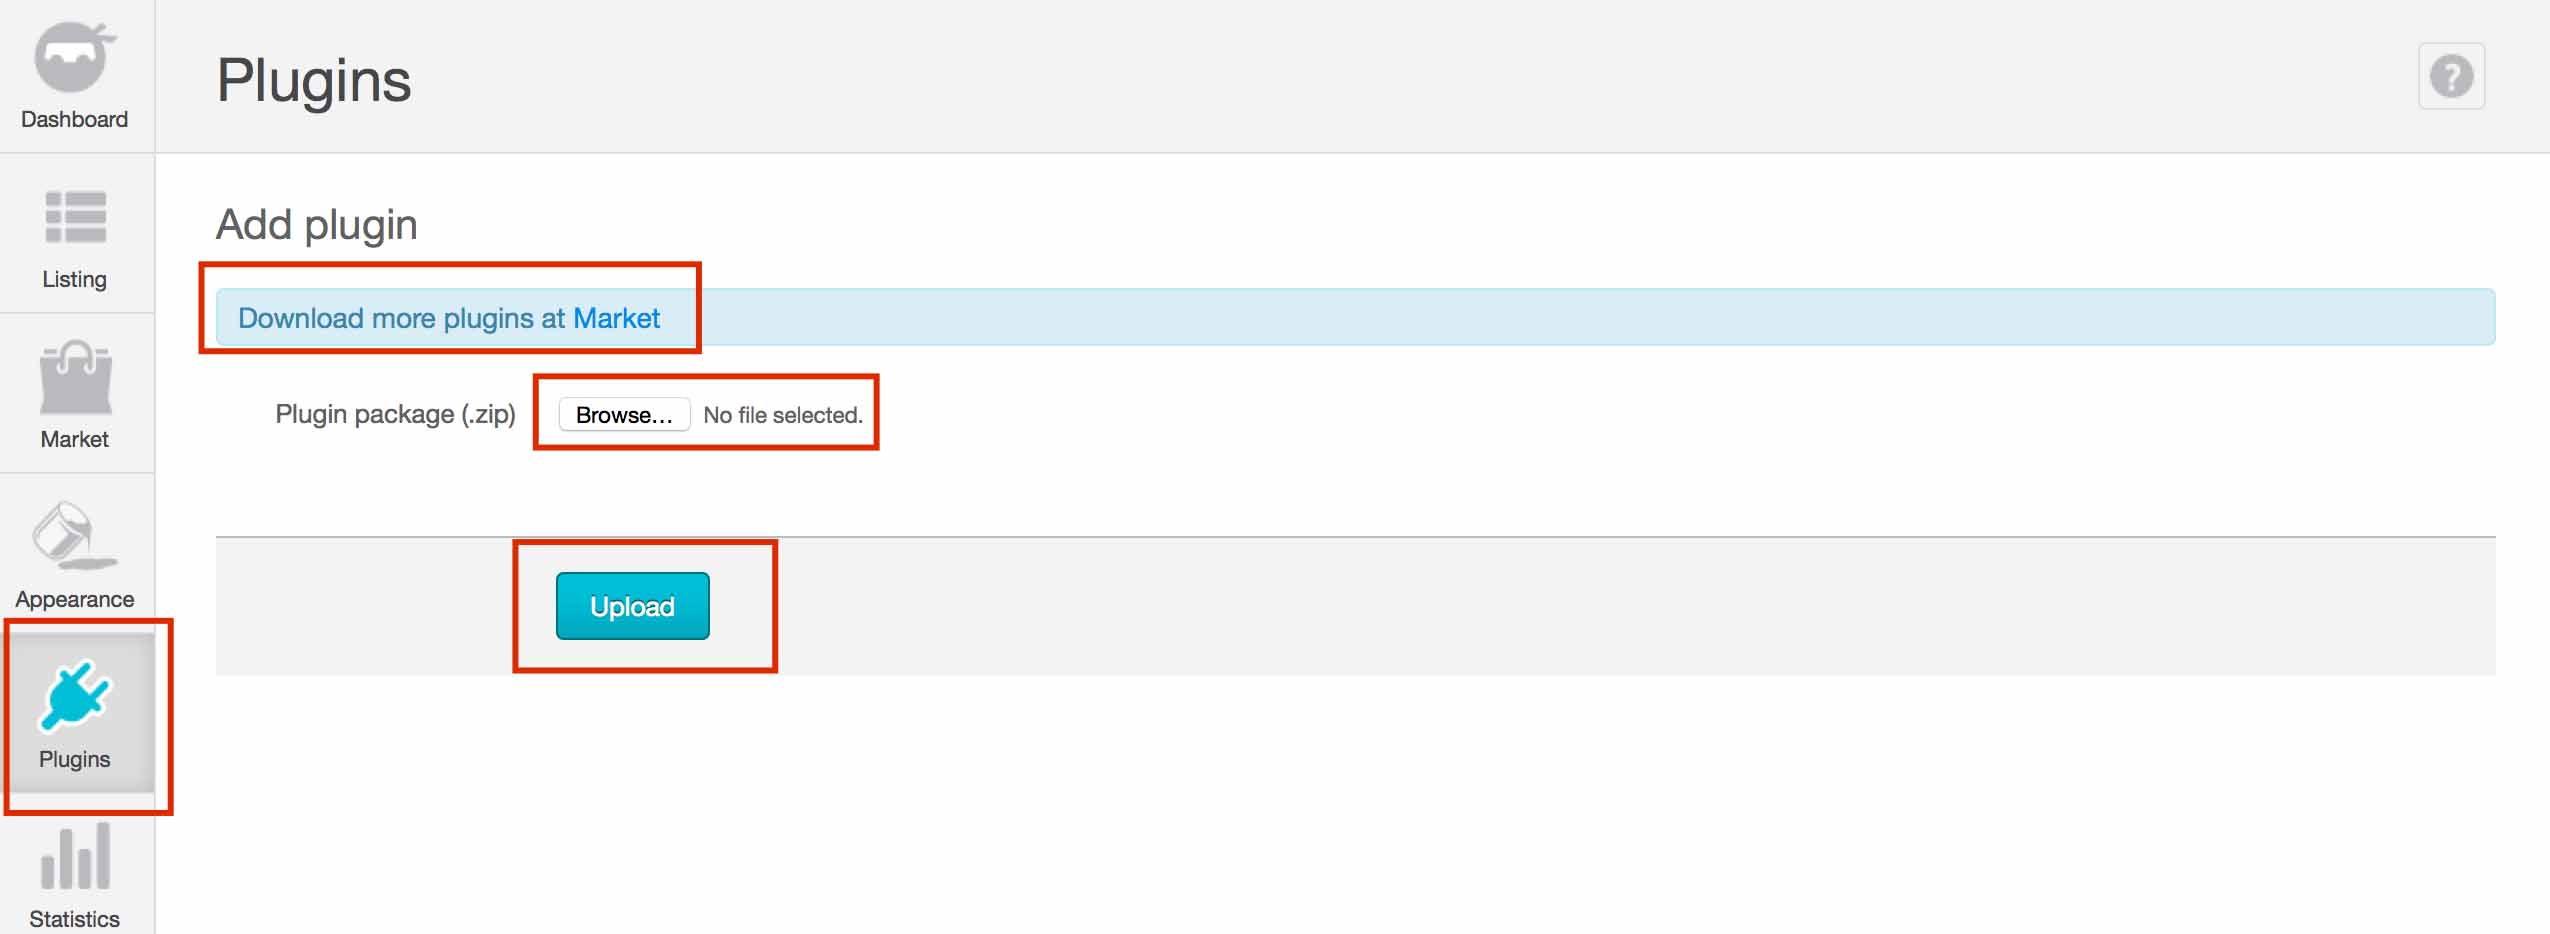 Dashboard
Listing
Market
Appearance
Plugins
Statistics
Plugins
?
Add plugin
Download more plugins at Market
Plugin package (.zip) Browse... No file selected.
Upload